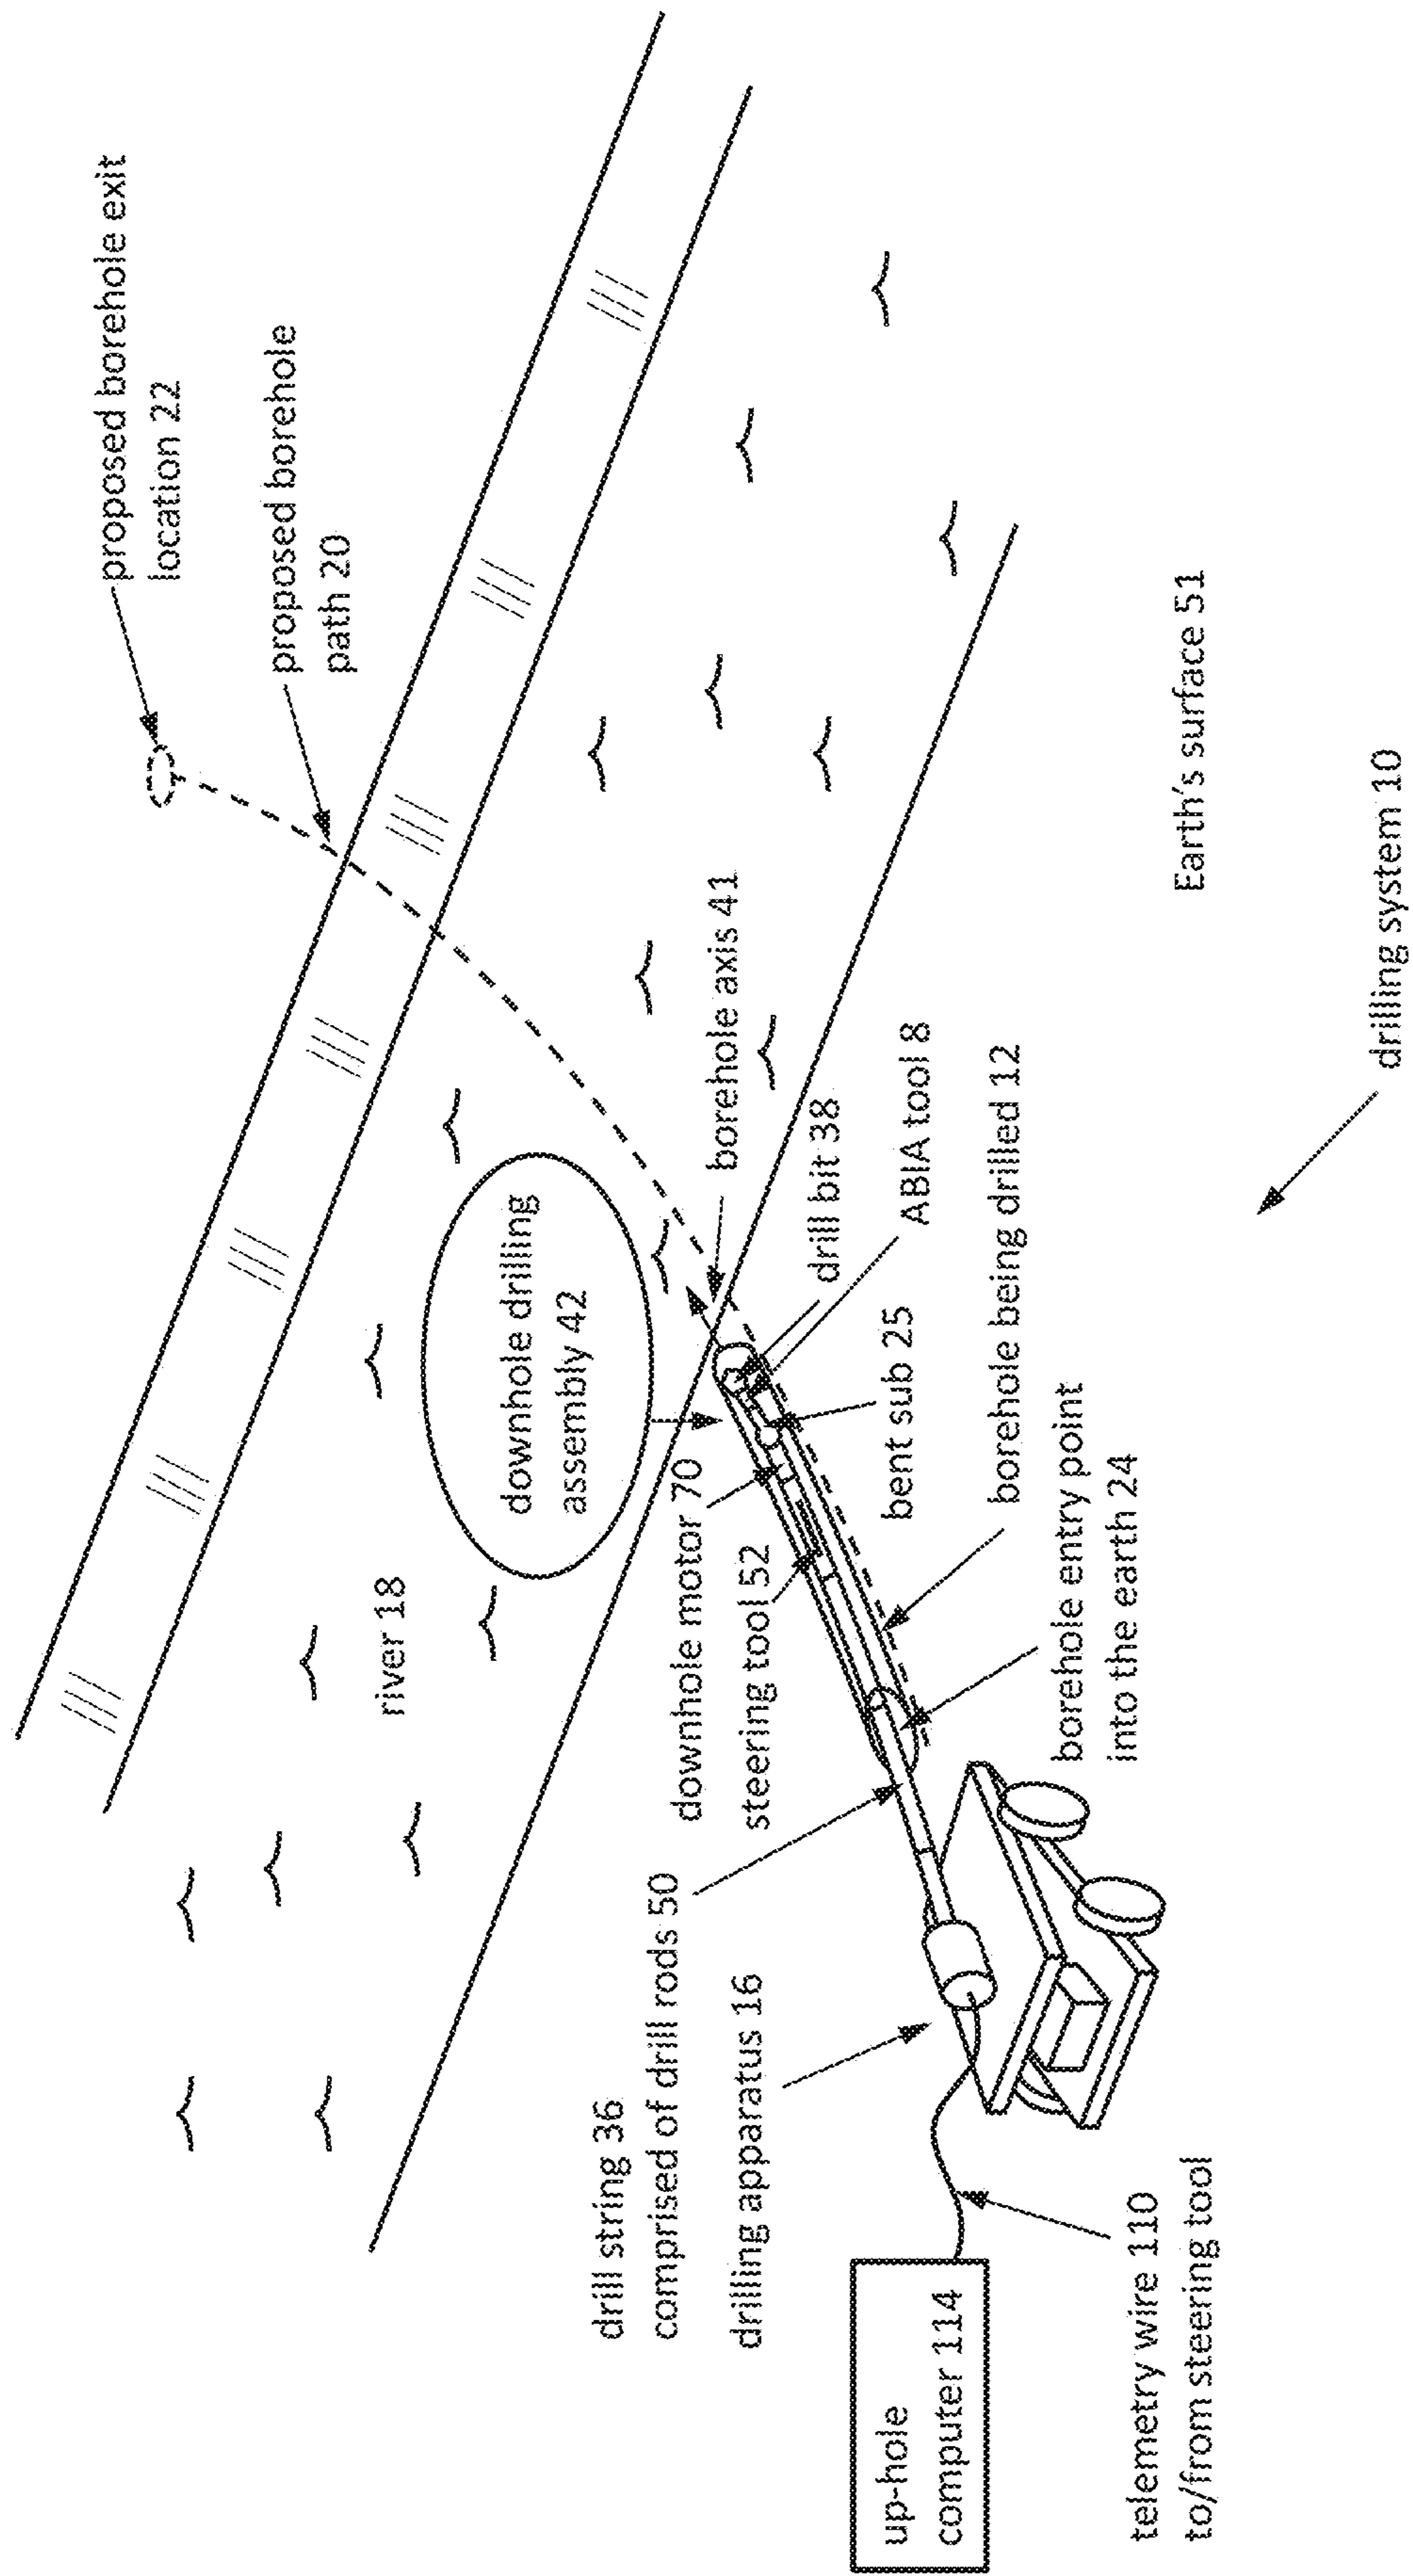 proposed borehole exit
location 22
proposed borehole
path 20
river 18
downhole drilling
assembly 42
borehole axis 41
downhole motor 70
steering tool 52
drill bit 38
ABIA tool 8
bent sub 25
borehole being drilled 12
borehole entry point
into the earth 24
drill string 36
comprised of drill rods 50
drilling apparatus 16
up-hole
computer 114
telemetry wire 110
to/from steering tool
Earth's surface 51
drilling system 10